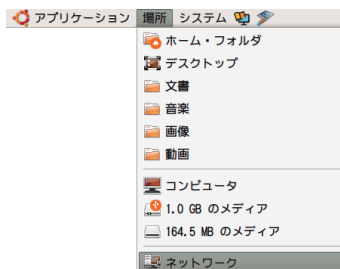 アプリケーション 場所 システム
ホーム・フォルダ
デスクトップ
文書
音楽
画像
動画
コンピュータ
1.0 GB のメディア
164.5 MB のメディア
ネットワーク